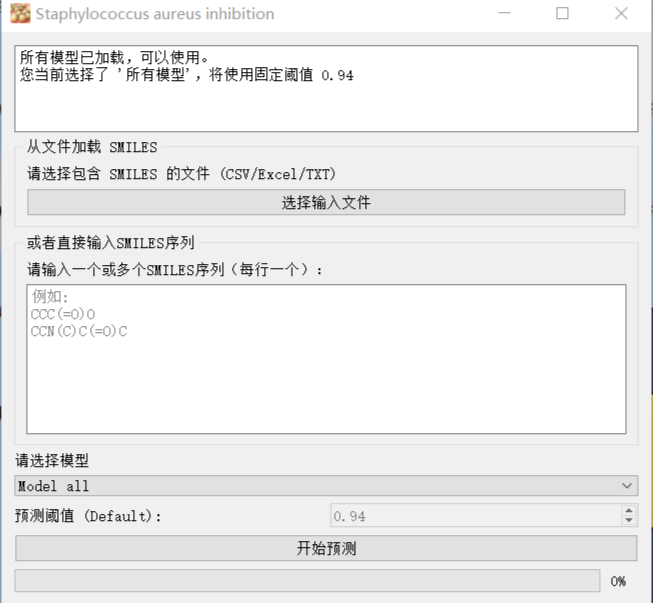 Staphylococcus aureus inhibition
所有模型已加载，可以使用。
您当前选择了 '所有模型'，将使用固定阈值 0.94
从文件加载 SMILES
请选择包含 SMILES 的文件 (CSV/Excel/TXT)
选择输入文件
或者直接输入SMILES序列
请输入一个或多个SMILES序列（每行一个）：
例如:
CCC(=O)O
CCN(C)C(=O)C
请选择模型
Model all
预测阈值 (Default):
0.94
开始预测
0%